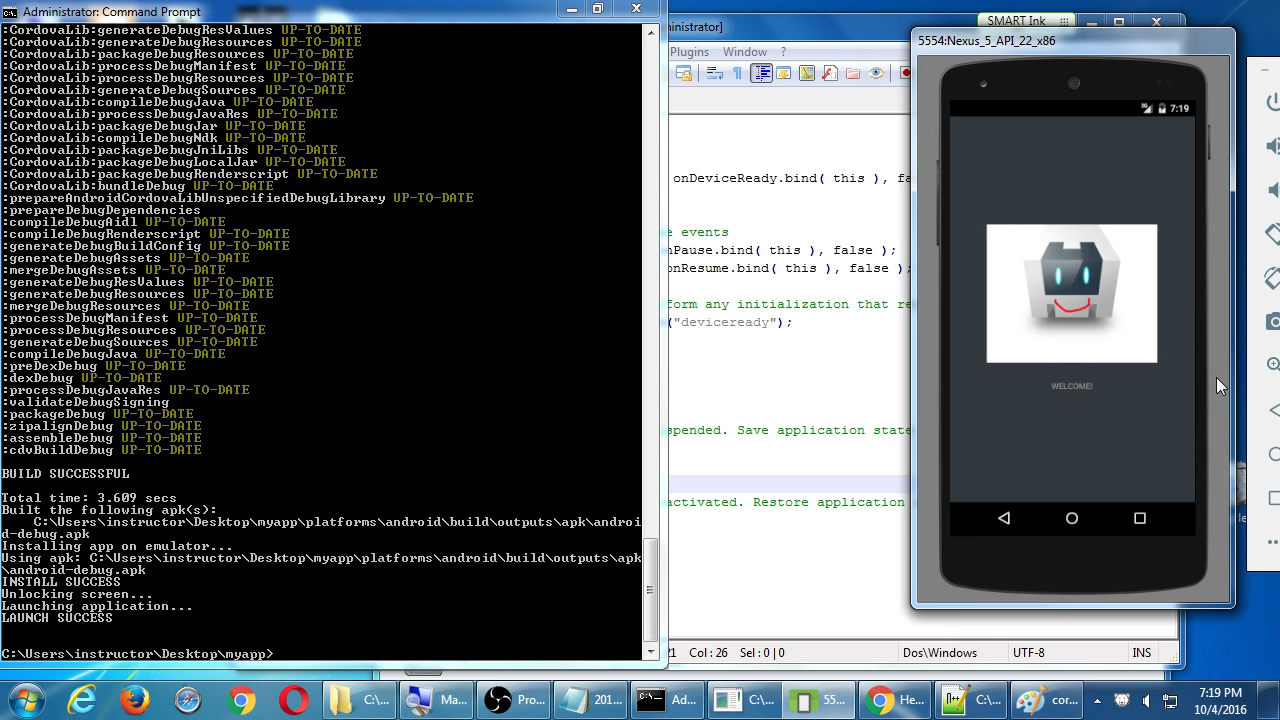 Administrator: Command Prompt
:CordovaLib:generateDebugResValues UP-TO-DATE
:CordovaLib:generateDebugResources UP-TO-DATE
:CordovaLib:packageDebugResources UP-TO-DATE
:CordovaLib:processDebugManifest UP-TO-DATE
:CordovaLib:processDebugResources UP-TO-DATE
:CordovaLib:generateDebugSources UP-TO-DATE
:CordovaLib:compileDebugJava UP-TO-DATE
:CordovaLib:processDebugJavaRes UP-TO-DATE
:CordovaLib:packageDebugJar UP-TO-DATE
:CordovaLib:compileDebugNdk UP-TO-DATE
:CordovaLib:packageDebugJniLibs UP-TO-DATE
:CordovaLib:packageDebugLocalJar UP-TO-DATE
:CordovaLib:packageDebugRenderscript UP-TO-DATE
:CordovaLib:bundleDebug UP-TO-DATE
:prepareAndroidCordovaLibUnspecifiedDebugLibrary UP-TO-DATE
:prepareDebugDependencies
:compileDebugAidl UP-TO-DATE
:compileDebugRenderscript UP-TO-DATE
:generateDebugBuildConfig UP-TO-DATE
:generateDebugAssets UP-TO-DATE
:mergeDebugAssets UP-TO-DATE
:generateDebugResValues UP-TO-DATE
:generateDebugResources UP-TO-DATE
:mergeDebugResources UP-TO-DATE
:processDebugManifest UP-TO-DATE
:processDebugResources UP-TO-DATE
:generateDebugSources UP-TO-DATE
:compileDebugJava UP-TO-DATE
:preDexDebug UP-TO-DATE
:dexDebug UP-TO-DATE
:processDebugJavaRes UP-TO-DATE
:validateDebugSigning
:packageDebug UP-TO-DATE
:zipalignDebug UP-TO-DATE
:assembleDebug UP-TO-DATE
:cdvBuildDebug UP-TO-DATE
BUILD SUCCESSFUL
Total time: 3.609 secs
Built the following apk(s):
C:\Users\instructor\Desktop\myapp\platforms\android\build\outputs\apk\androi
d-debug.apk
Installing app on emulator...
Using apk: C:\Users\instructor\Desktop\myapp\platforms\android\build\outputs\apk
\android-debug.apk
INSTALL SUCCESS
Unlocking screen...
Launching application...
LAUNCH SUCCESS
C:\Users\instructor\Desktop\myapp>
ministrator]
SMART Ink
Plugins Window ?
onDeviceReady.bind( this ), fa
e events
onPause.bind( this ), false );
onResume.bind( this ), false );
form any initialization that re
("deviceready");
spended. Save application state
activated. Restore application
21 Col : 26 Sel : 0 | 0 Dos\Windows UTF-8 INS
5554:Nexus_5_API_22_x86
3G 7:19
WELCOME!
C:\... Ma... Pro... 201... Ad... C:\... 55... He... C:\... cor...
7:19 PM
10/4/2016